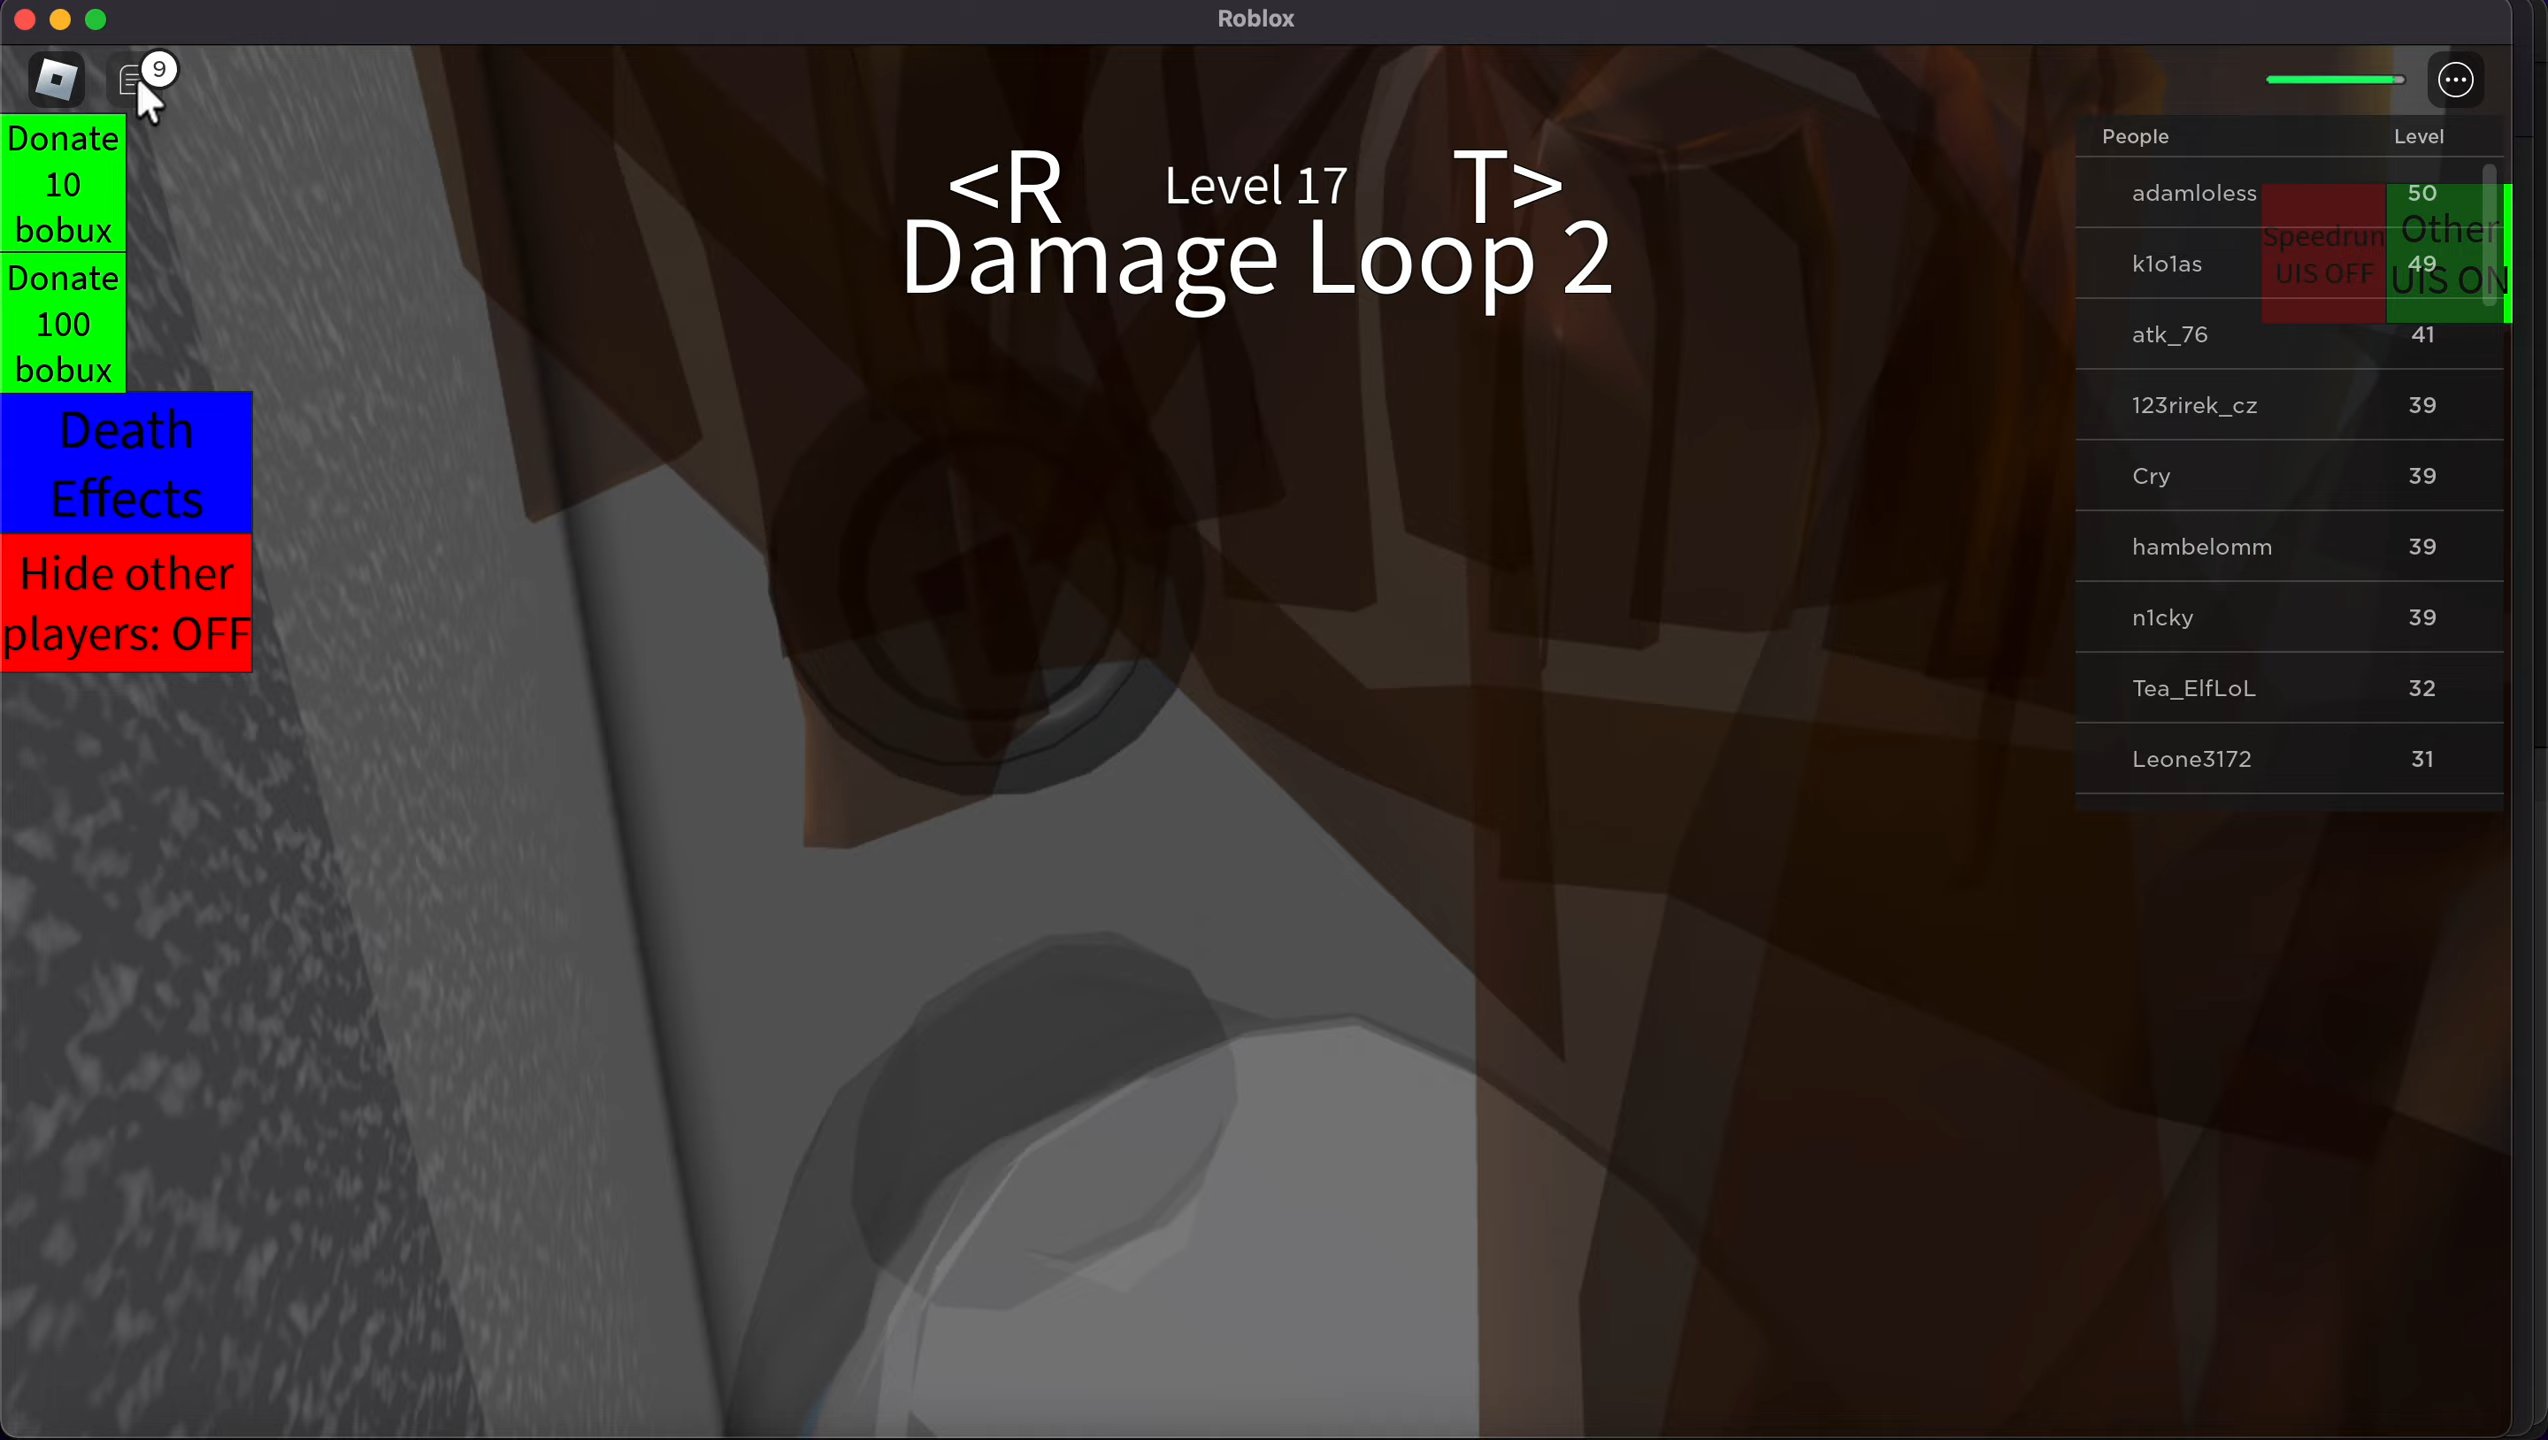 Roblox
9
Donate
10
bobux
Donate
100
bobux
Death
Effects
Hide other
players: OFF
<R Level 17 T>
Damage Loop 2
People Level
adamloless 50
k1o1as 49
atk_76 41
123rirek_cz 39
Cry 39
hambelomm 39
n1cky 39
Tea_ElfLoL 32
Leone3172 31
Speedrun
UIS OFF
Other
UIS ON